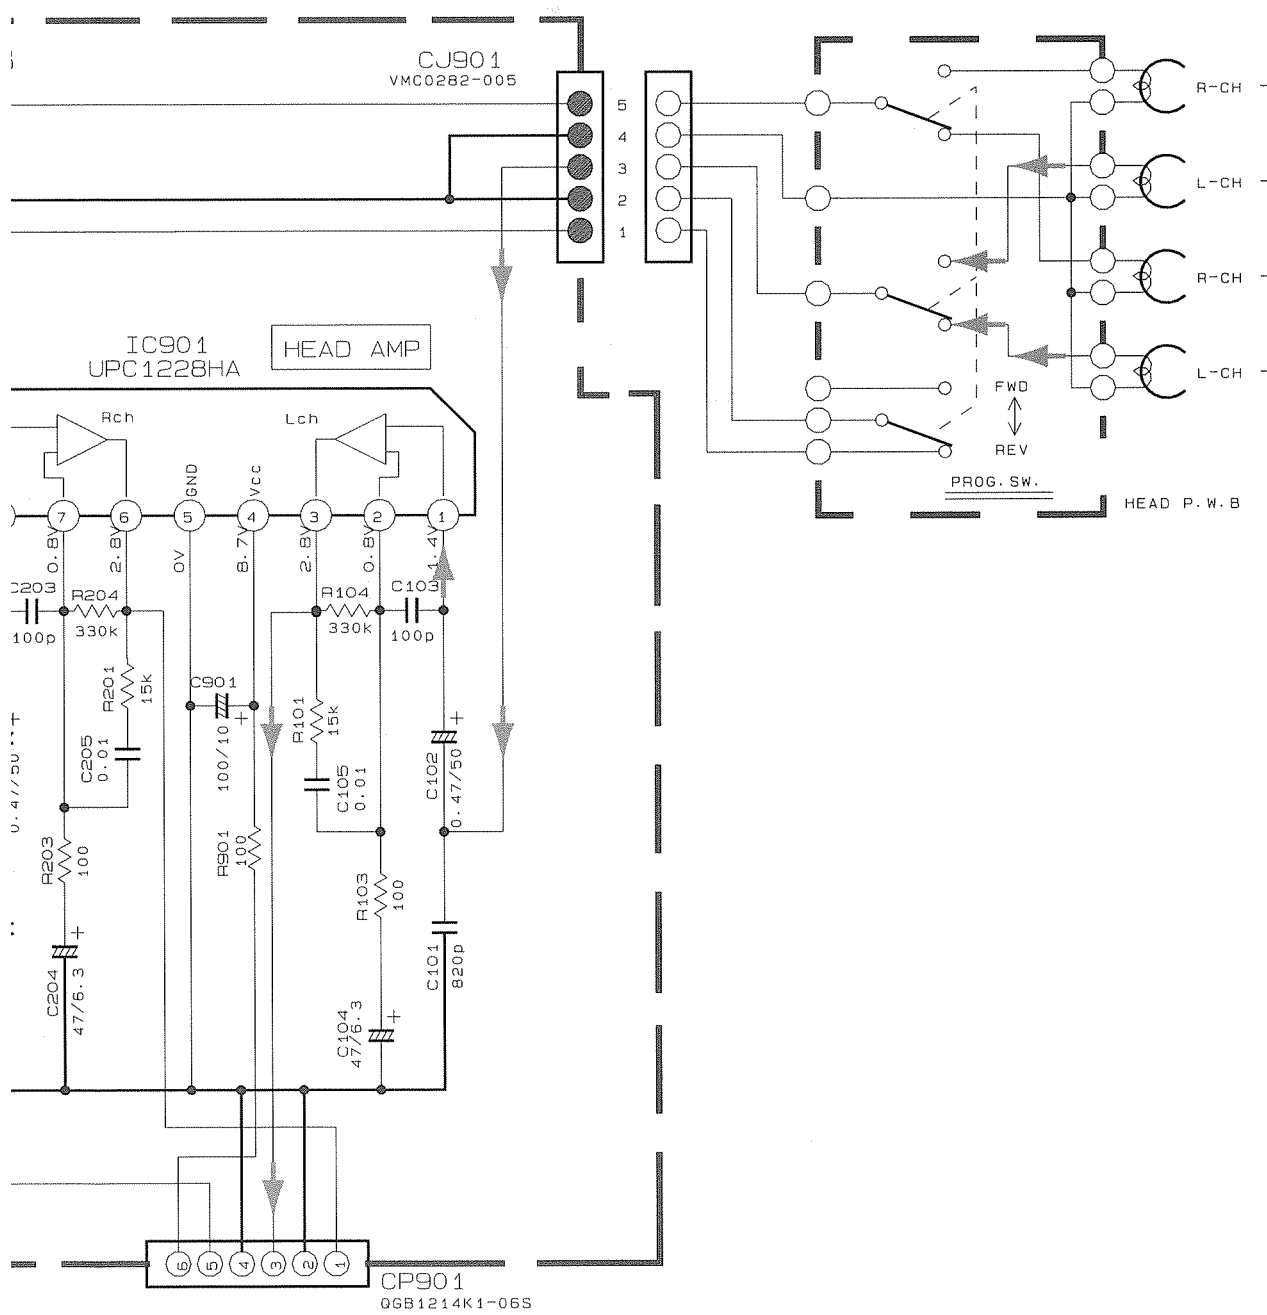 CJ901
VMC0282-005
5
4
3
2
1
R-CH -
L-CH -
R-CH -
L-CH -
FWD
REV
PROG. SW.
HEAD P. W. B
IC901
UPC1228HA
HEAD AMP
Rch
Lch
GND
Vcc
7
6
5
4
3
2
1
0.8V
2.8V
0V
8.7V
2.8V
0.8V
1.4V
C203
100p
R204
330k
R104
330k
C103
100p
R201
15k
C901
100/10
+
R101
15k
C102
0.47/50
+
C205
0.01
C105
0.01
0.47/50
+
R203
100
R901
100
R103
100
C101
820p
C204
47/6.3
+
C104
47/6.3
+
6
5
4
3
2
1
CP901
QGB1214K1-06S